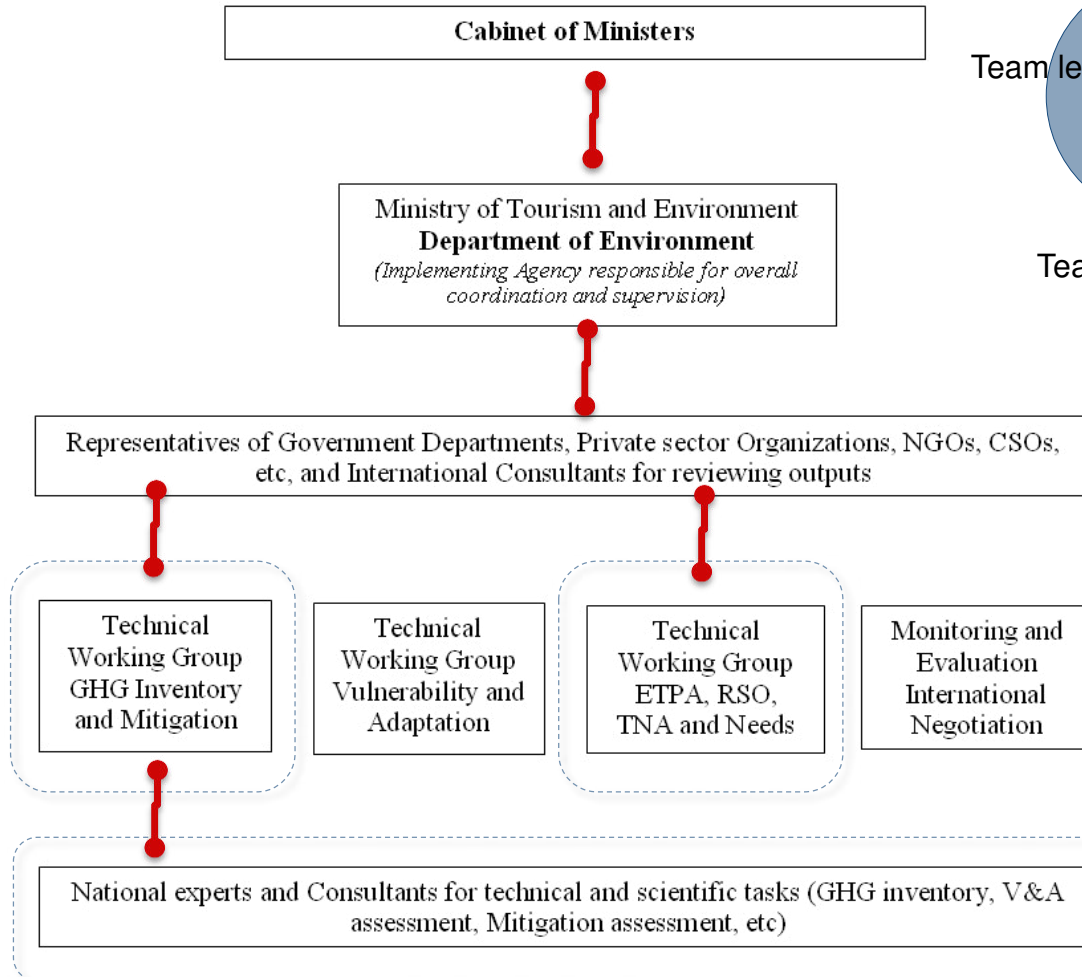 Cabinet of Ministers
Team le
Ministry of Tourism and Environment
Department of Environment
(Implementing Agency responsible for overall
coordination and supervision)
Tea
Representatives of Government Departments, Private sector Organizations, NGOs, CSOs,
etc, and International Consultants for reviewing outputs
Technical
Working Group
GHG Inventory
and Mitigation
Technical
Working Group
Vulnerability and
Adaptation
Technical
Working Group
ETPA, RSO,
TNA and Needs
Monitoring and
Evaluation
International
Negotiation
National experts and Consultants for technical and scientific tasks (GHG inventory, V&A
assessment, Mitigation assessment, etc)